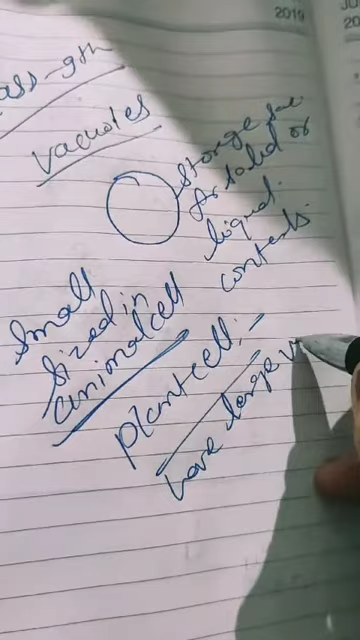 2019
class-9th
vacuoles
Storage sac
for solid or
liquid
contents
Small
sized in
animal cell
plant cell:-
have large v